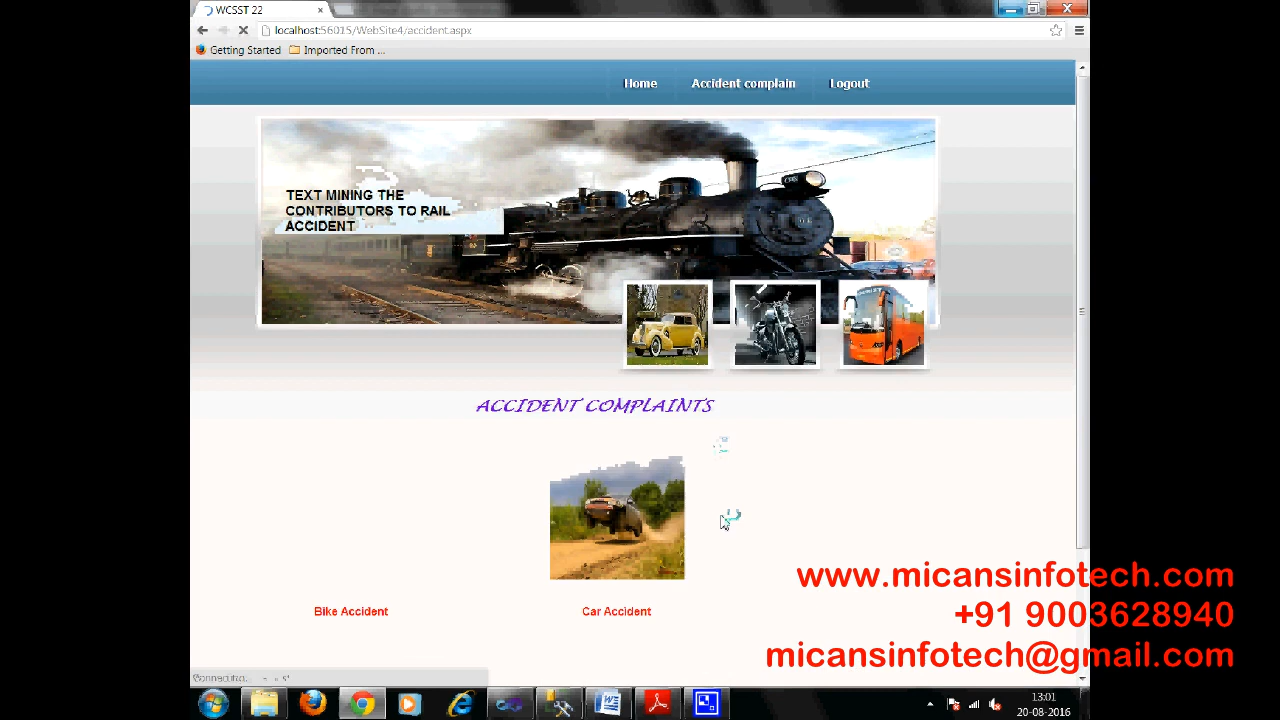 WCSST 22
localhost:56015/WebSite4/accident.aspx
Getting Started
Imported From ...
Home
Accident complain
Logout
TEXT MINING THE
CONTRIBUTORS TO RAIL
ACCIDENT
ACCIDENT COMPLAINTS
Bike Accident
Car Accident
www.micansinfotech.com
+91 9003628940
micansinfotech@gmail.com
13:01
20-08-2016